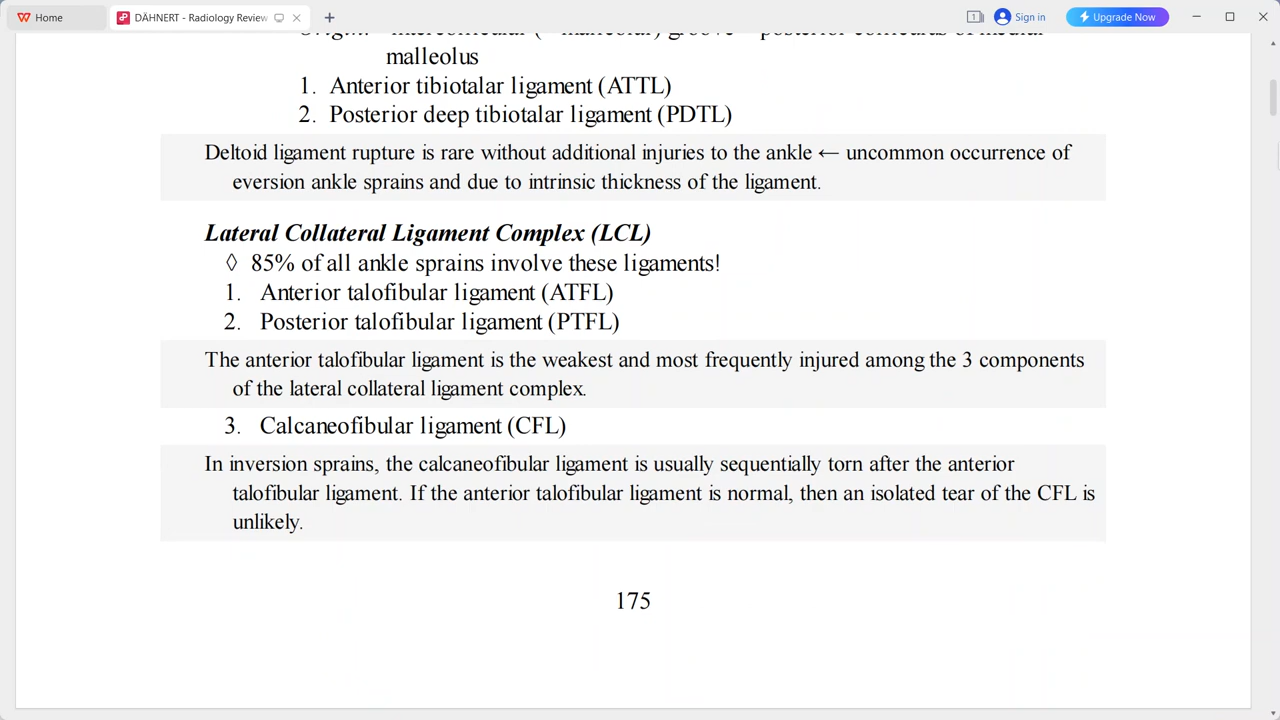 Home
DÄHNERT - Radiology Review
1
Sign in
Upgrade Now
malleolus
1. Anterior tibiotalar ligament (ATTL)
2. Posterior deep tibiotalar ligament (PDTL)
Deltoid ligament rupture is rare without additional injuries to the ankle ← uncommon occurrence of
eversion ankle sprains and due to intrinsic thickness of the ligament.
Lateral Collateral Ligament Complex (LCL)
◊ 85% of all ankle sprains involve these ligaments!
1. Anterior talofibular ligament (ATFL)
2. Posterior talofibular ligament (PTFL)
The anterior talofibular ligament is the weakest and most frequently injured among the 3 components
of the lateral collateral ligament complex.
3. Calcaneofibular ligament (CFL)
In inversion sprains, the calcaneofibular ligament is usually sequentially torn after the anterior
talofibular ligament. If the anterior talofibular ligament is normal, then an isolated tear of the CFL is
unlikely.
175